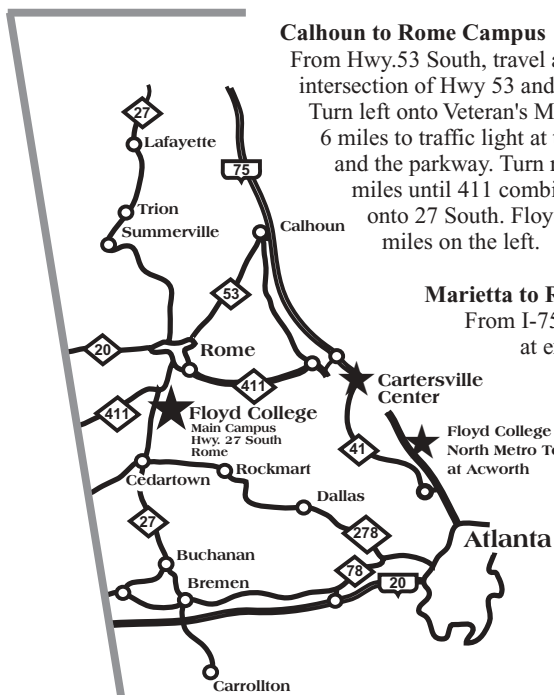 Calhoun to Rome Campus
From Hwy.53 South, travel
intersection of Hwy 53 and
Turn left onto Veteran's
6 miles to traffic light at
and the parkway. Turn
miles until 411
onto 27 South.
miles on the left.
Marietta to
From I-75
at
27
Lafayette
75
Trion
Summerville
Calhoun
53
20
Rome
411
411
Floyd College
Main Campus
Hwy. 27 South
Rome
Cartersville
Center
41
Floyd College
North Metro
at Acworth
Cedartown
Rockmart
Dallas
27
278
Atlanta
Buchanan
78
20
Bremen
Carrollton